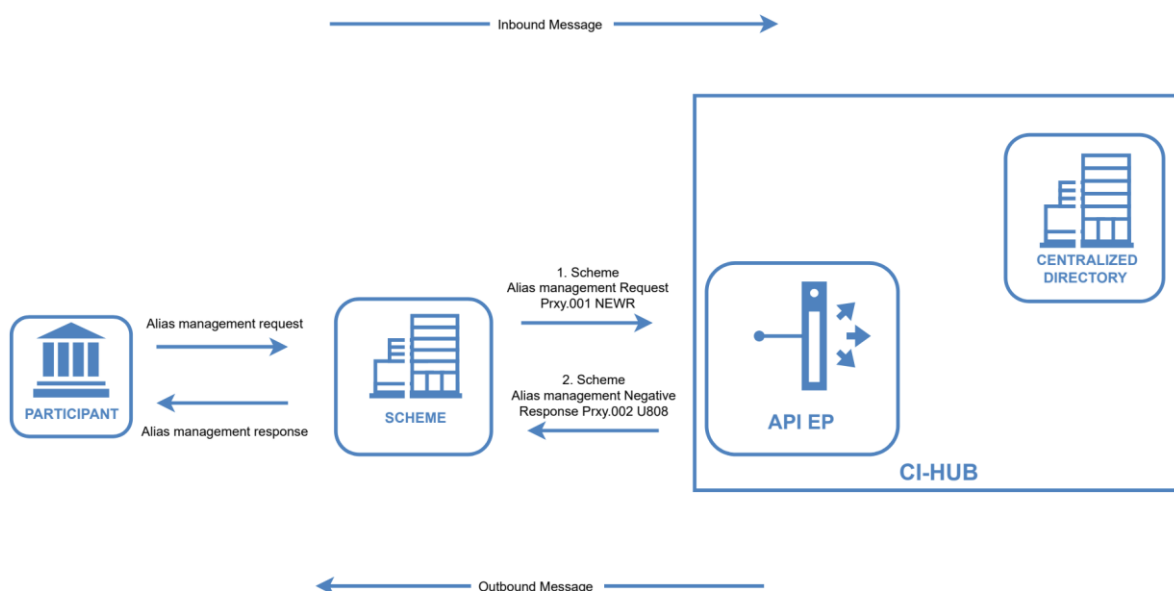 Inbound Message
CENTRALIZED
DIRECTORY
1. Scheme
Alias management Request
Prxy.001 NEWR
Alias management request
2. Scheme
Alias management Negative
Response Prxy.002 U808
PARTICIPANT
Alias management response
SCHEME
API EP
CI-HUB
Outbound Message